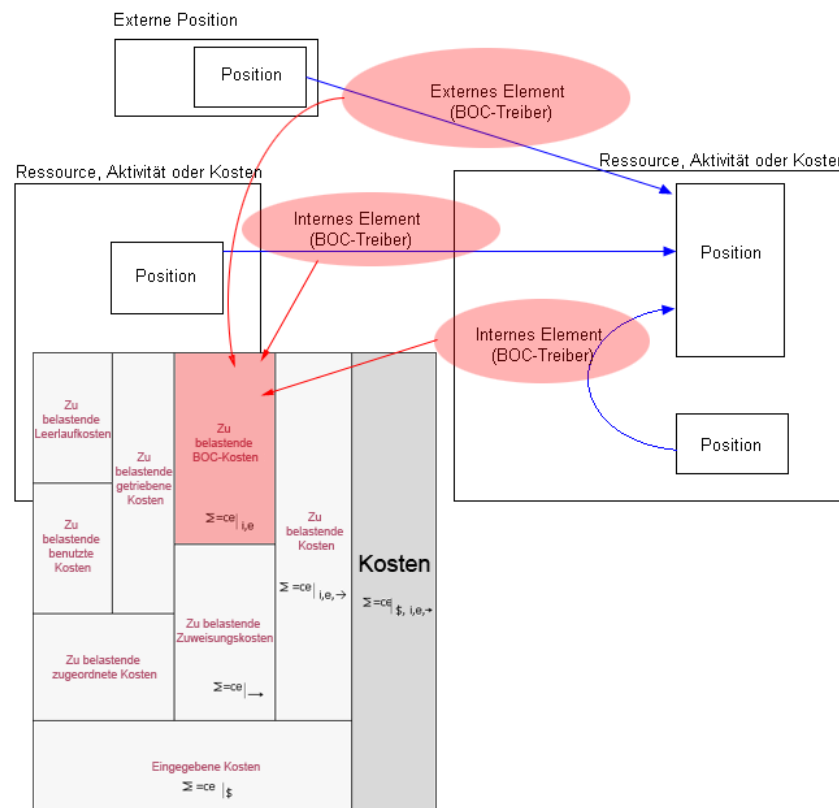 Externe Position
Position
Externes Element
(BOC-Treiber)
Ressource, Aktivität oder Kosten
Ressource, Aktivität oder Kosten
Internes Element
(BOC-Treiber)
Position
Position
Internes Element
(BOC-Treiber)
Position
Zu
belastende
Leerlaufkosten
Zu
belastende
getriebene
Kosten
Zu
belastende
BOC-Kosten
Σ=ce|i,e
Zu
belastende
benutzte
Kosten
Zu
belastende
Kosten
Σ=ce|i,e,→
Kosten
Σ=ce|$, i,e,→
Zu belastende
zugeordnete Kosten
Zu belastende
Zuweisungskosten
Σ=ce|→
Eingegebene Kosten
Σ=ce |$